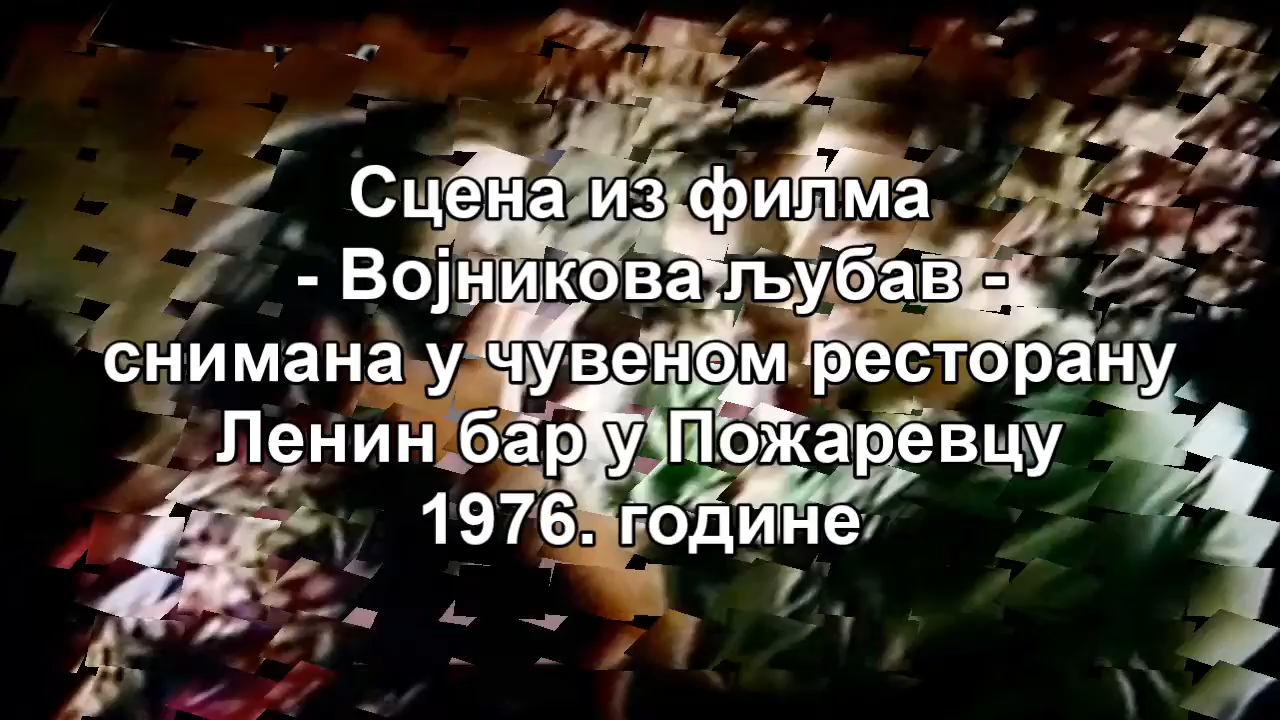 Сцена из филма
- Војникова љубав -
снимана у чувеном ресторану
Ленин бар у Пожаревцу
1976. године